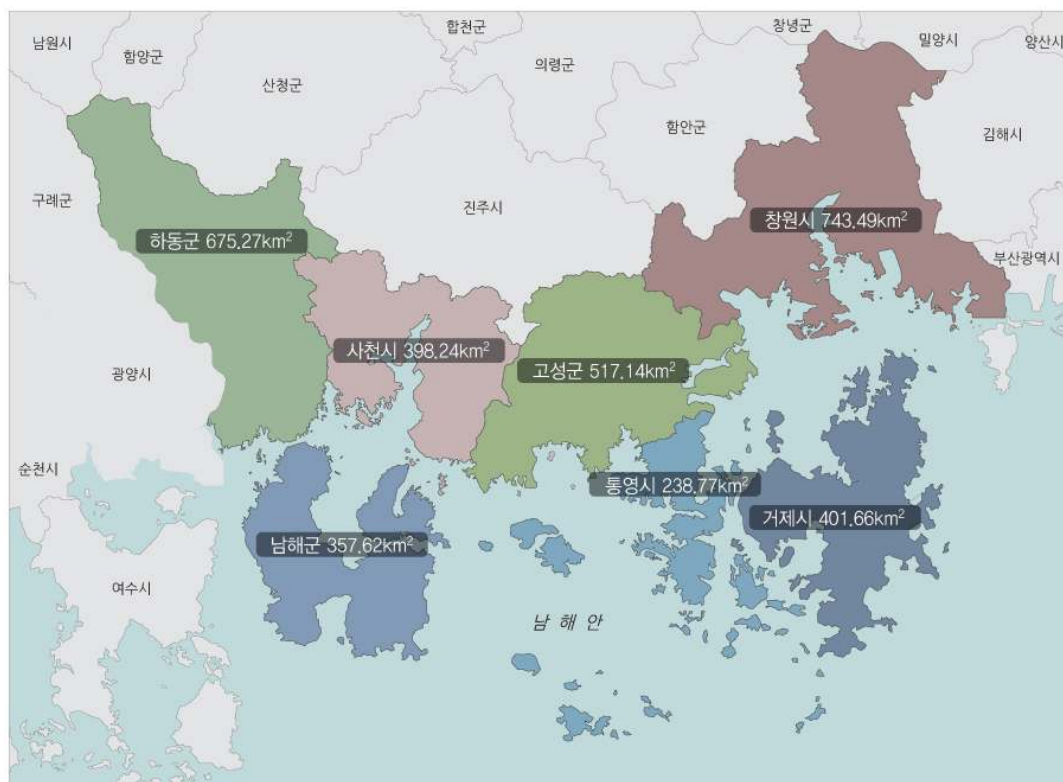 합천군
창녕군
밀양시
양산시
남원시
함양군
산청군
의령군
함안군
김해시
구례군
진주시
창원시 743.49km²
하동군 675.27km²
부산광역시
사천시 398.24km²
고성군 517.14km²
광양시
순천시
통영시 238.77km²
거제시 401.66km²
남해군 357.62km²
여수시
남 해 안